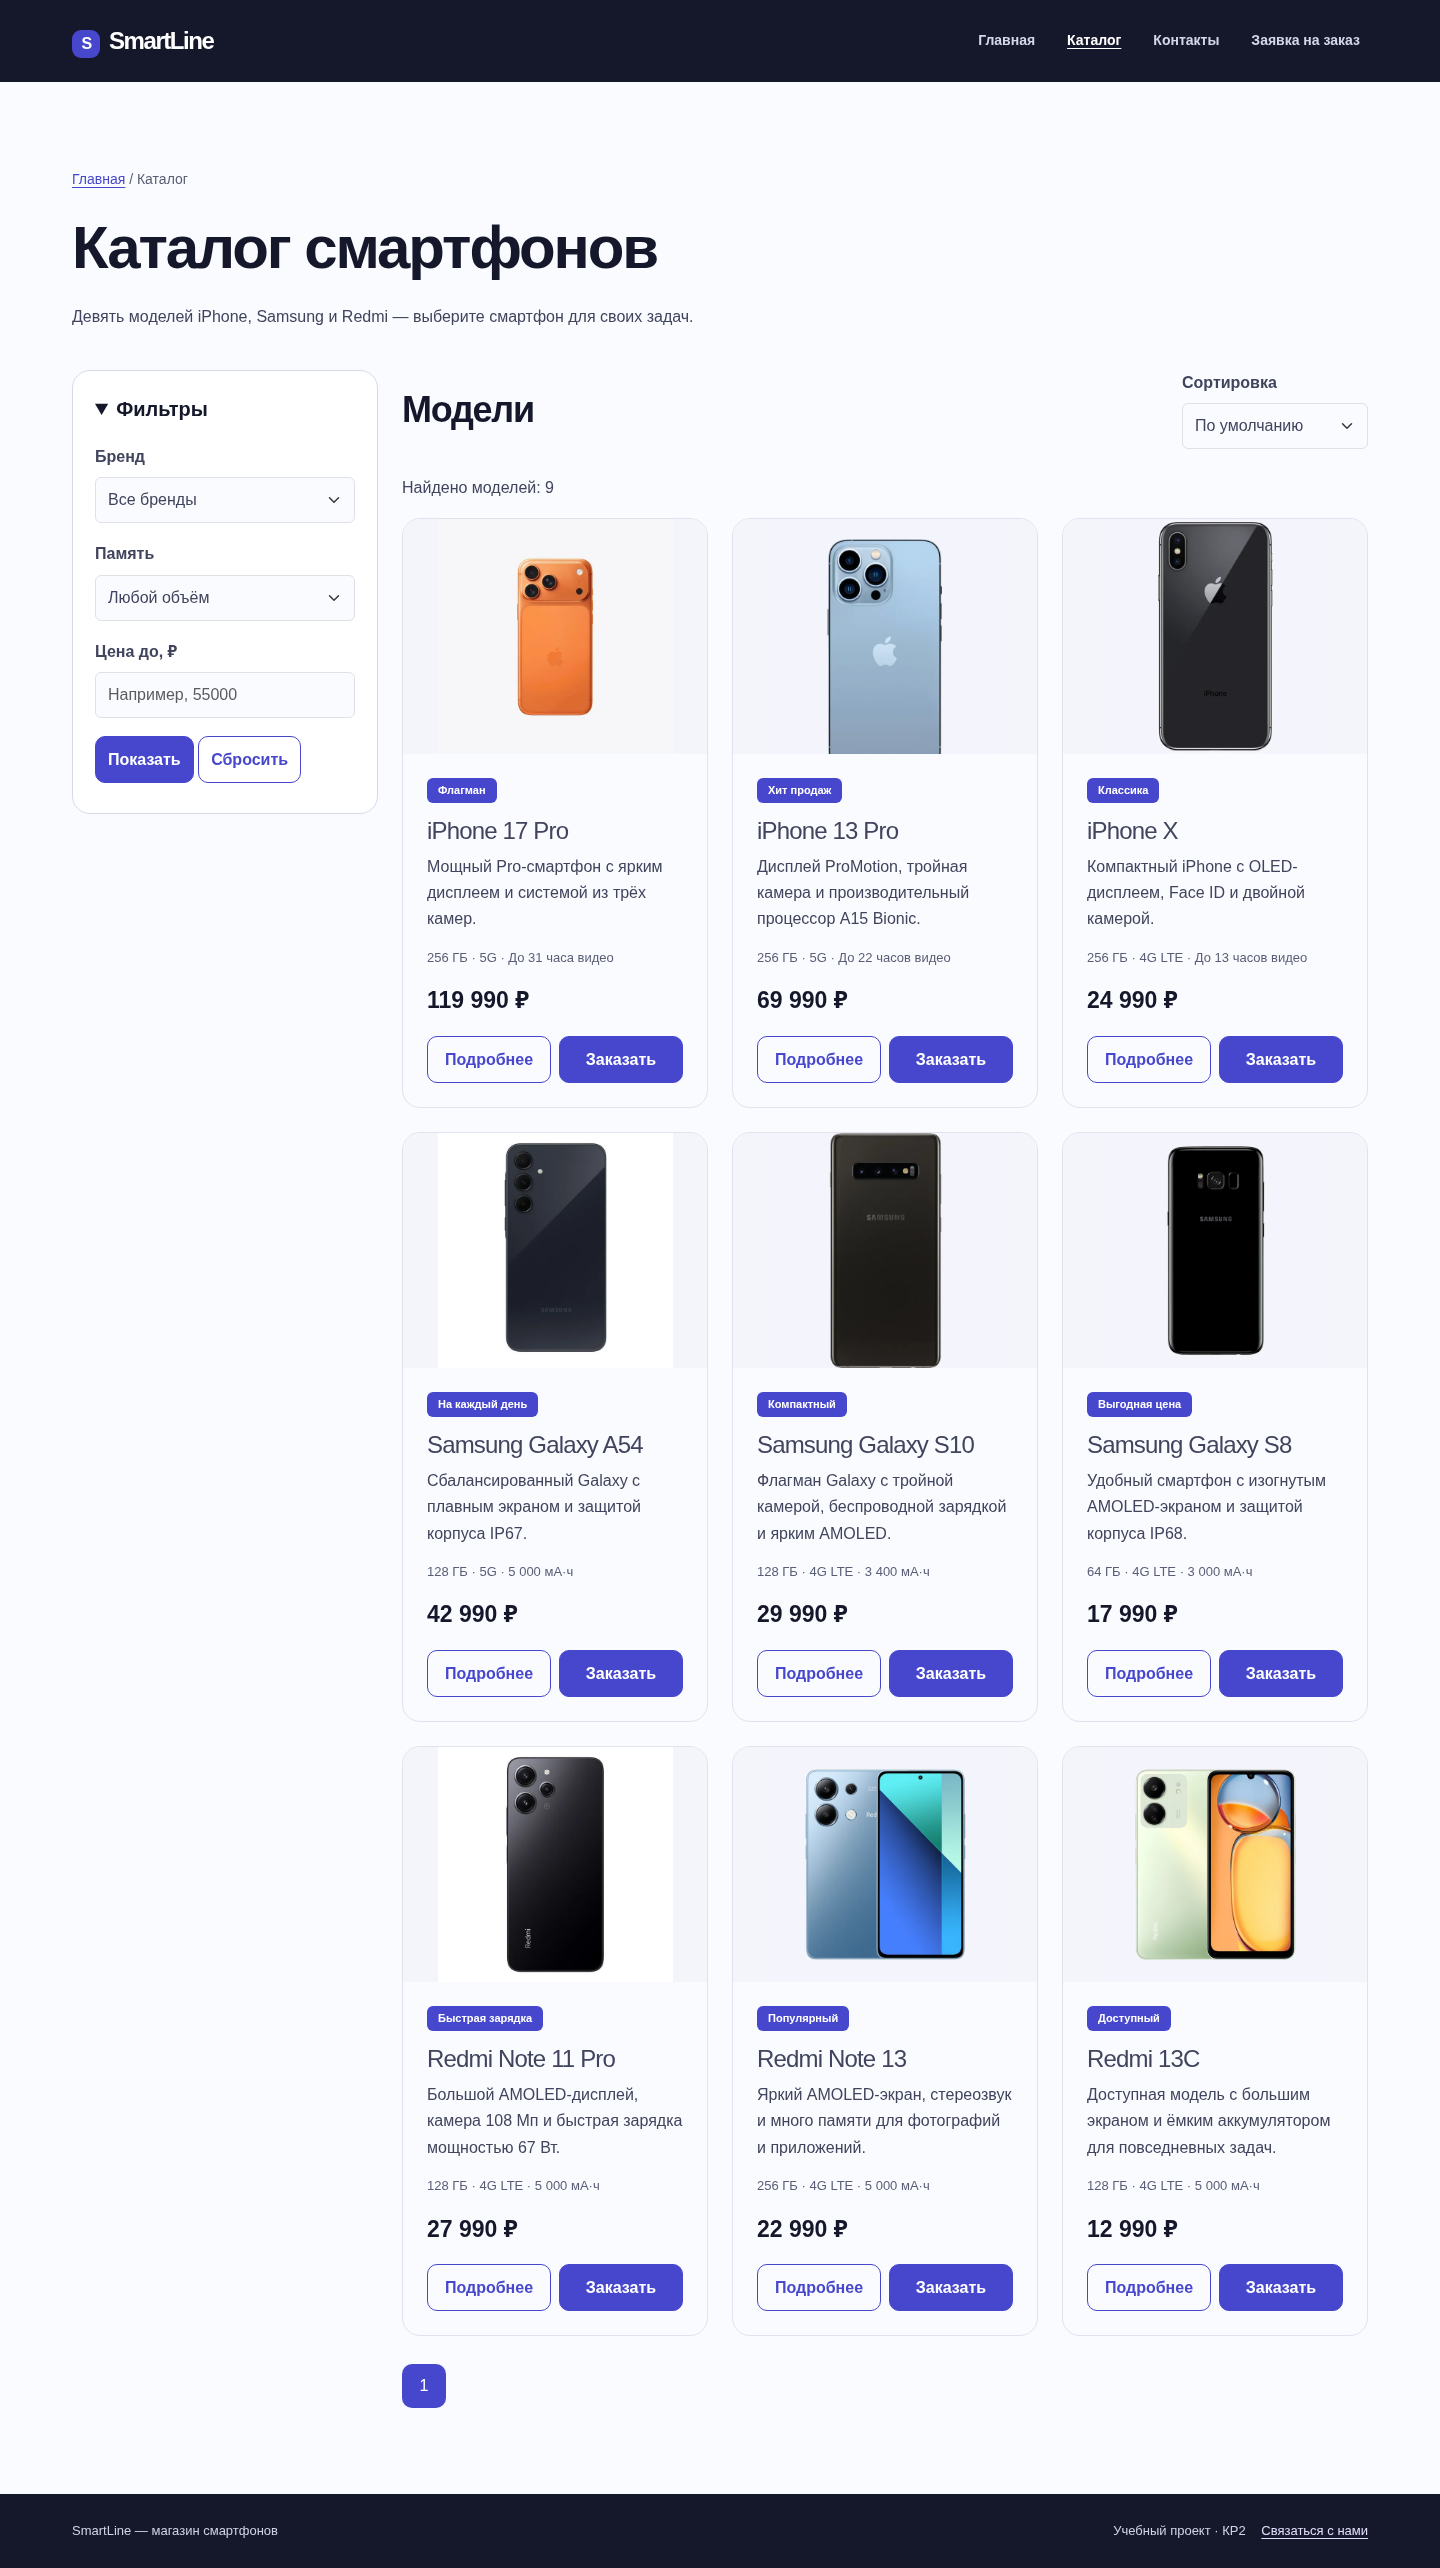 S SmartLine
Главная Каталог Контакты Заявка на заказ
Главная / Каталог
Каталог смартфонов
Девять моделей iPhone, Samsung и Redmi — выберите смартфон для своих задач.
Фильтры
Бренд
Все бренды
Память
Любой объём
Цена до, ₽
Например, 55000
Показать Сбросить
Модели
Сортировка
По умолчанию
Найдено моделей: 9
Флагман
iPhone 17 Pro
Мощный Pro-смартфон с ярким
дисплеем и системой из трёх
камер.
256 ГБ · 5G · До 31 часа видео
119 990 ₽
Подробнее Заказать
Хит продаж
iPhone 13 Pro
Дисплей ProMotion, тройная
камера и производительный
процессор A15 Bionic.
256 ГБ · 5G · До 22 часов видео
69 990 ₽
Подробнее Заказать
iPhone
Классика
iPhone X
Компактный iPhone с OLED-
дисплеем, Face ID и двойной
камерой.
256 ГБ · 4G LTE · До 13 часов видео
24 990 ₽
Подробнее Заказать
SAMSUNG
На каждый день
Samsung Galaxy A54
Сбалансированный Galaxy с
плавным экраном и защитой
корпуса IP67.
128 ГБ · 5G · 5 000 мА·ч
42 990 ₽
Подробнее Заказать
SAMSUNG
Компактный
Samsung Galaxy S10
Флагман Galaxy с тройной
камерой, беспроводной зарядкой
и ярким AMOLED.
128 ГБ · 4G LTE · 3 400 мА·ч
29 990 ₽
Подробнее Заказать
SAMSUNG
Выгодная цена
Samsung Galaxy S8
Удобный смартфон с изогнутым
AMOLED-экраном и защитой
корпуса IP68.
64 ГБ · 4G LTE · 3 000 мА·ч
17 990 ₽
Подробнее Заказать
Redmi
Быстрая зарядка
Redmi Note 11 Pro
Большой AMOLED-дисплей,
камера 108 Мп и быстрая зарядка
мощностью 67 Вт.
128 ГБ · 4G LTE · 5 000 мА·ч
27 990 ₽
Подробнее Заказать
Популярный
Redmi Note 13
Яркий AMOLED-экран, стереозвук
и много памяти для фотографий
и приложений.
256 ГБ · 4G LTE · 5 000 мА·ч
22 990 ₽
Подробнее Заказать
Доступный
Redmi 13C
Доступная модель с большим
экраном и ёмким аккумулятором
для повседневных задач.
128 ГБ · 4G LTE · 5 000 мА·ч
12 990 ₽
Подробнее Заказать
1
SmartLine — магазин смартфонов
Учебный проект · КР2 Связаться с нами